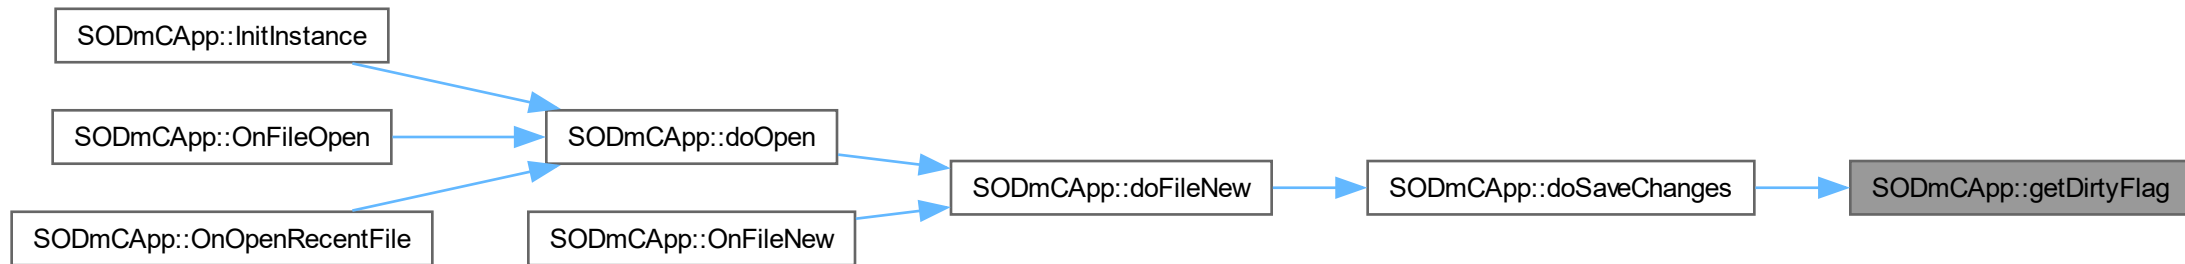 SODmCApp::InitInstance
SODmCApp::OnFileOpen
SODmCApp::doOpen
SODmCApp::doFileNew
SODmCApp::doSaveChanges
SODmCApp::getDirtyFlag
SODmCApp::OnOpenRecentFile
SODmCApp::OnFileNew